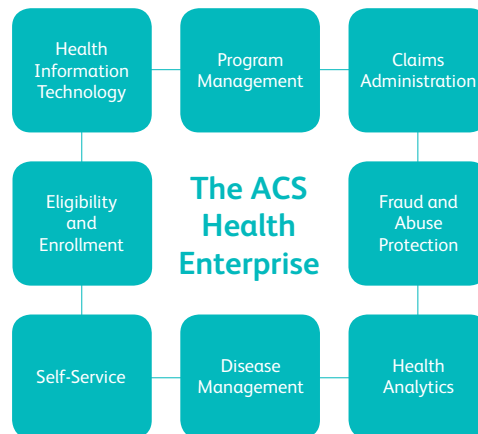 Health
Information
Technology
Program
Management
Claims
Administration
Eligibility
and
Enrollment
The ACS
Health
Enterprise
Fraud and
Abuse
Protection
Self-Service
Disease
Management
Health
Analytics